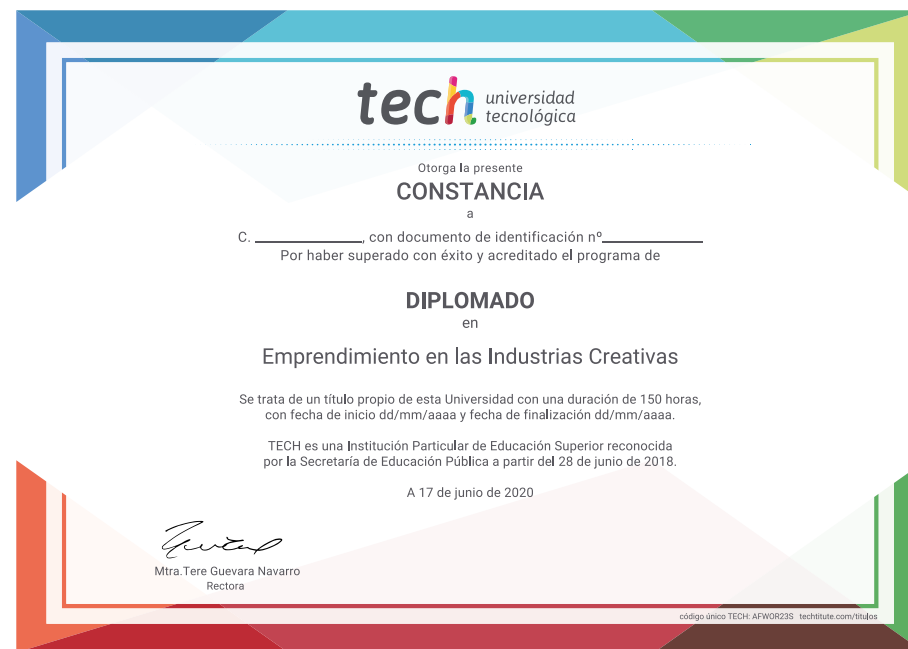 tech universidad
tecnológica
Otorga la presente
CONSTANCIA
a
C. ____________, con documento de identificación nº____________
Por haber superado con éxito y acreditado el programa de
DIPLOMADO
en
Emprendimiento en las Industrias Creativas
Se trata de un título propio de esta Universidad con una duración de 150 horas,
con fecha de inicio dd/mm/aaaa y fecha de finalización dd/mm/aaaa.
TECH es una Institución Particular de Educación Superior reconocida
por la Secretaría de Educación Pública a partir del 28 de junio de 2018.
A 17 de junio de 2020
Mtra.Tere Guevara Navarro
Rectora
código único TECH: AFWOR23S techtitute.com/titulos